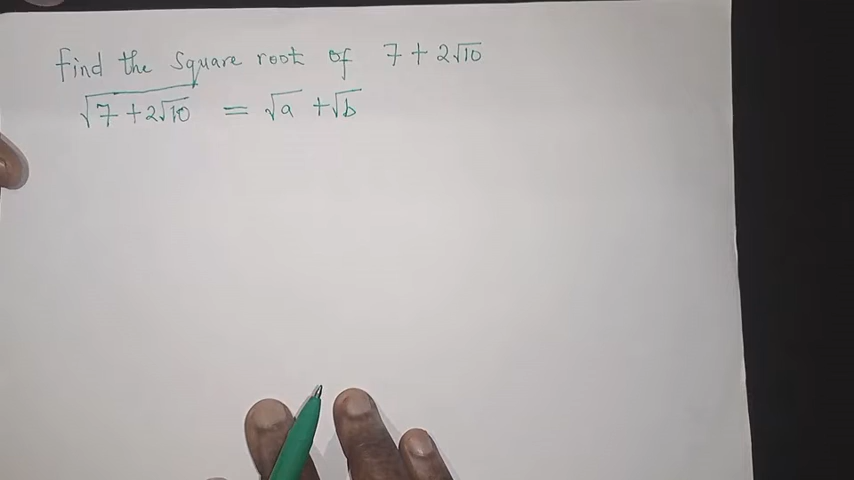 find the square root of 7 + 2√10
√(7 + 2√10) = √a + √b